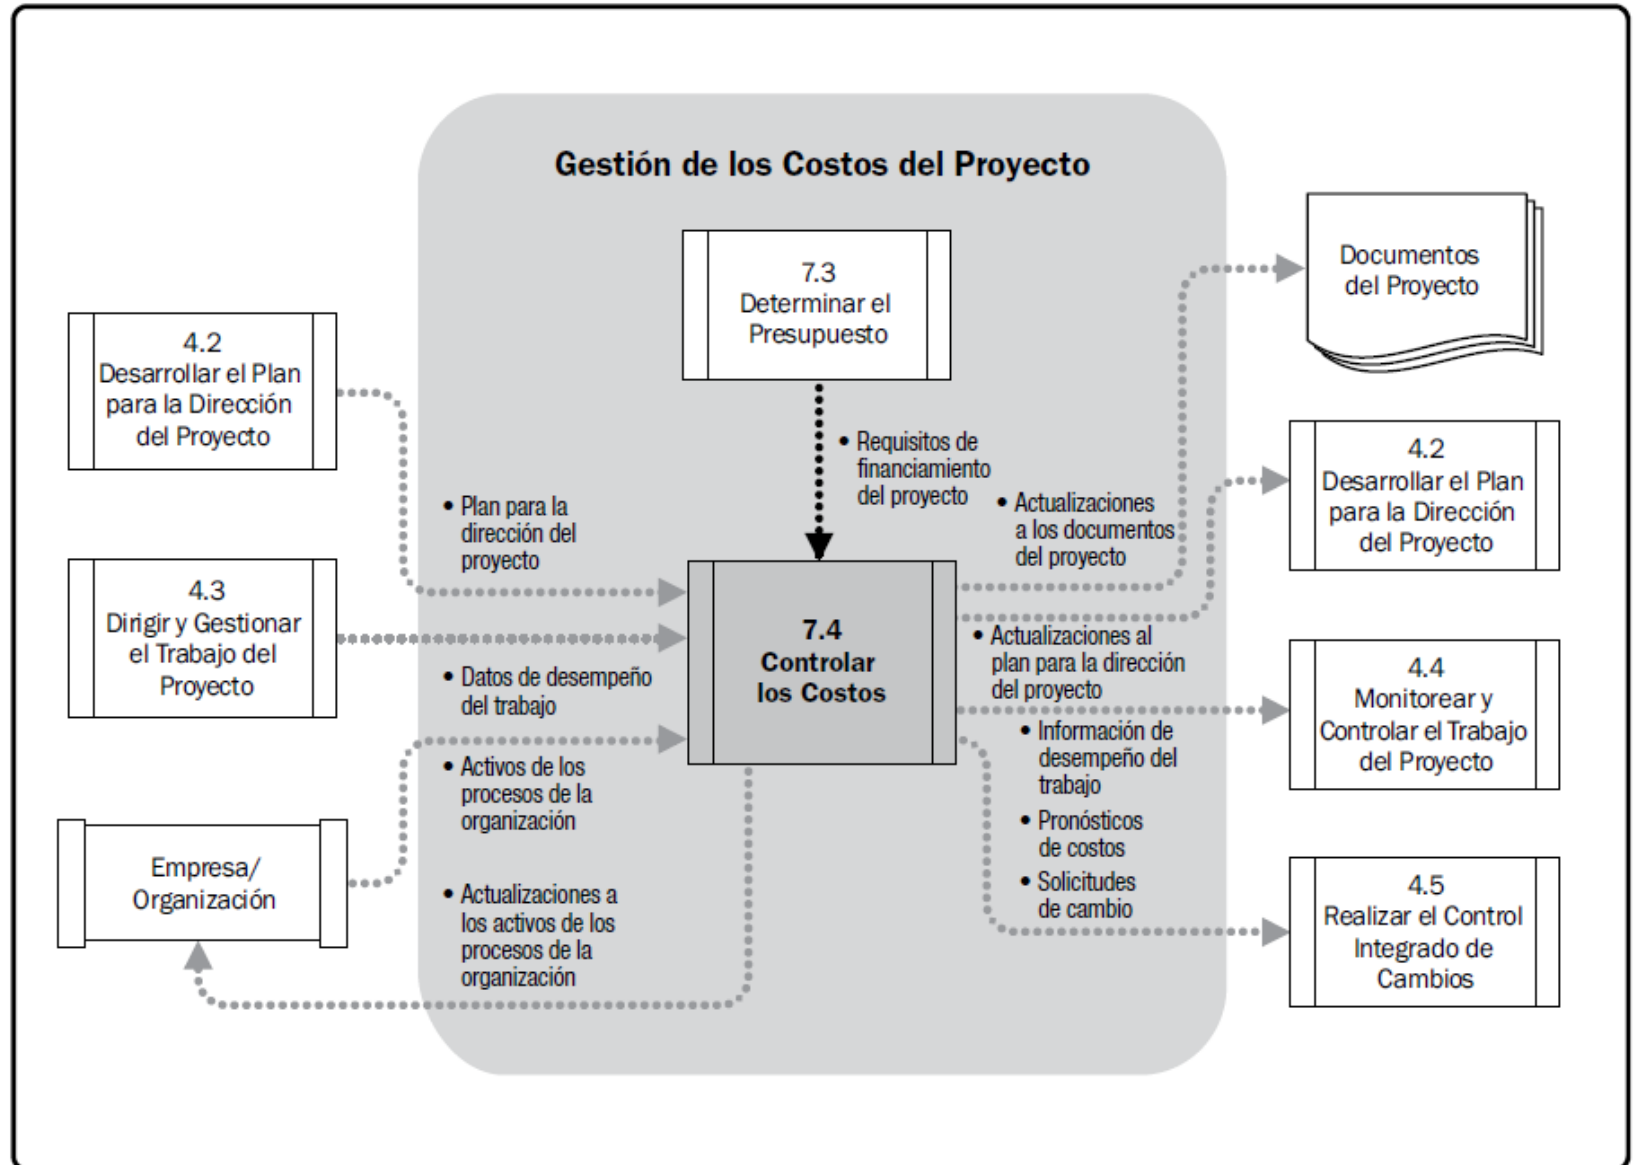 Gestión de los Costos del Proyecto
7.3
Determinar el
Presupuesto
Documentos
del Proyecto
4.2
Desarrollar el Plan
para la Dirección
del Proyecto
• Requisitos de
financiamiento
del proyecto
4.2
Desarrollar el Plan
para la Dirección
del Proyecto
• Plan para la
dirección del
proyecto
• Actualizaciones
a los documentos
del proyecto
4.3
Dirigir y Gestionar
el Trabajo del
Proyecto
7.4
Controlar
los Costos
• Actualizaciones al
plan para la dirección
del proyecto
4.4
Monitorear y
Controlar el Trabajo
del Proyecto
• Datos de desempeño
del trabajo
• Información de
desempeño del
trabajo
• Activos de los
procesos de la
organización
• Pronósticos
de costos
Empresa/
Organización
• Solicitudes
de cambio
4.5
Realizar el Control
Integrado de
Cambios
• Actualizaciones a
los activos de los
procesos de la
organización